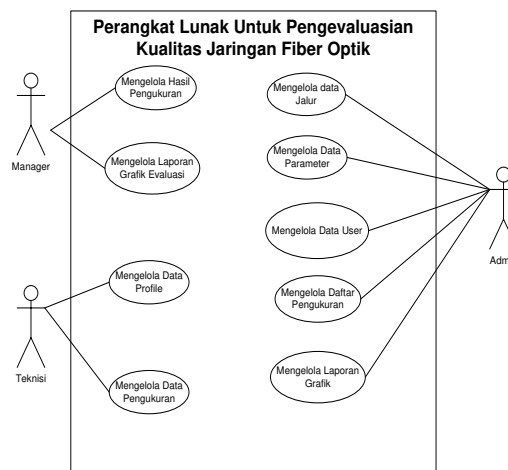 Perangkat Lunak Untuk Pengevaluasian
Kualitas Jaringan Fiber Optik
Mengelola Hasil
Pengukuran
Manager
Mengelola Laporan
Grafik Evaluasi
Mengelola Data
Profile
Teknisi
Mengelola Data
Pengukuran
Mengelola data
Jalur
Mengelola Data
Parameter
Mengelola Data User
Mengelola Daftar
Pengukuran
Mengelola Laporan
Grafik